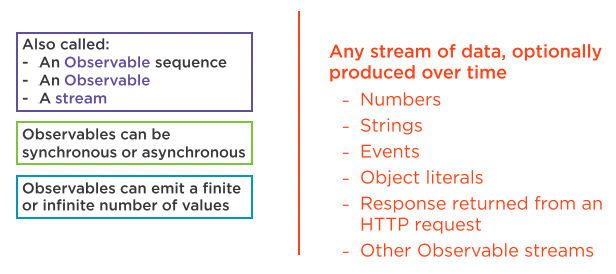 Also called:
- An Observable sequence
- An Observable
- A stream
Observables can be
synchronous or asynchronous
Observables can emit a finite
or infinite number of values
Any stream of data, optionally
produced over time
- Numbers
- Strings
- Events
- Object literals
- Response returned from an
HTTP request
- Other Observable streams